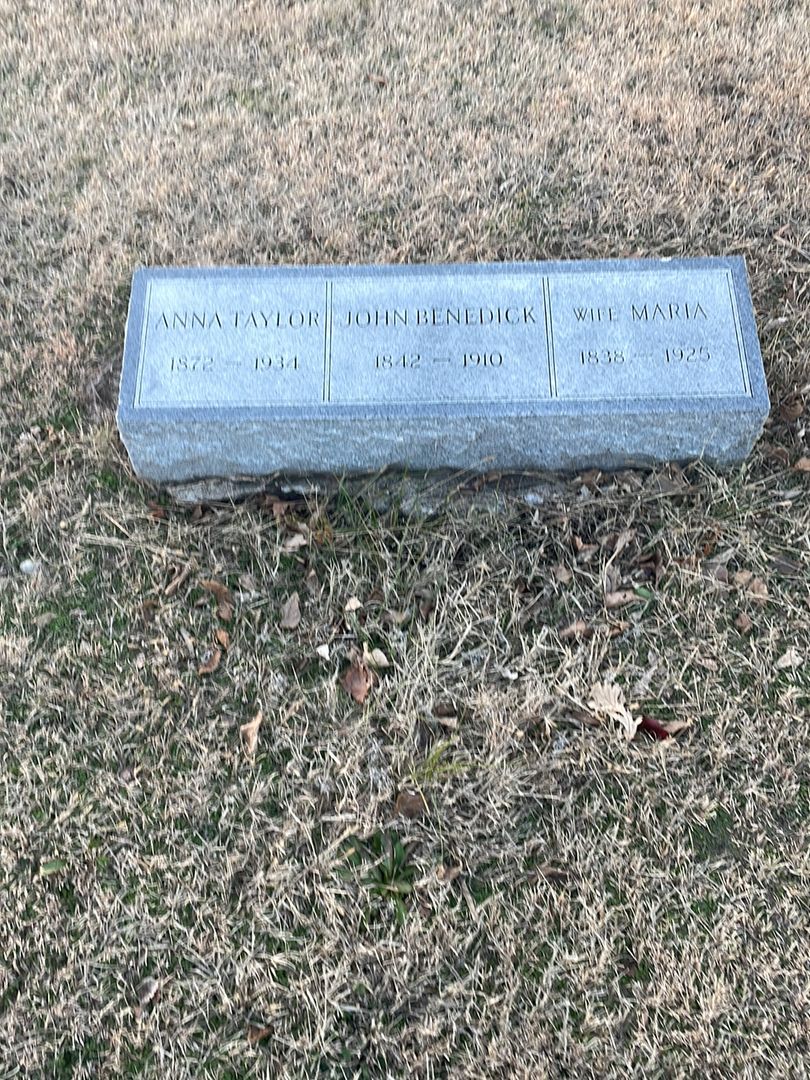 ANNA TAYLOR
1872 – 1934
JOHN BENEDICK
1842 – 1910
WIFE MARIA
1838 – 1925